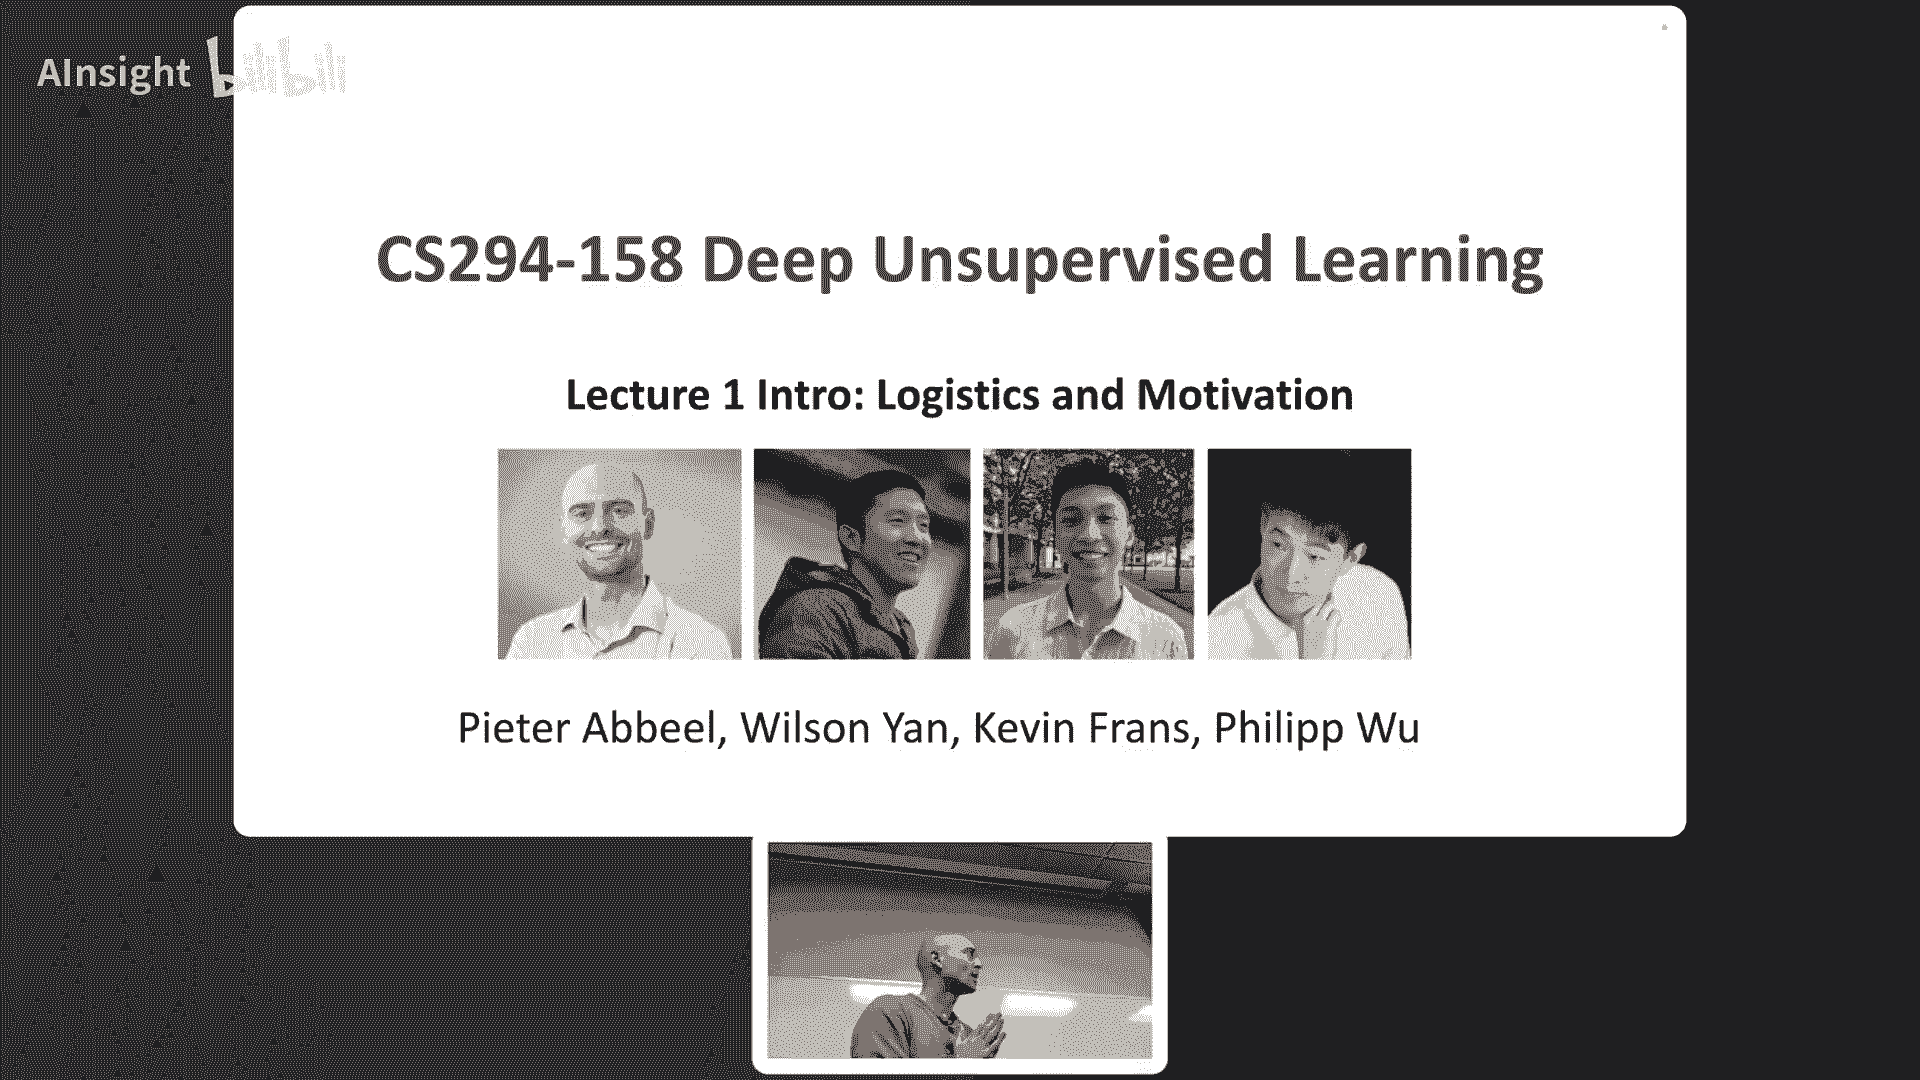 AInsight bilibili
CS294-158 Deep Unsupervised Learning
Lecture 1 Intro: Logistics and Motivation
Pieter Abbeel, Wilson Yan, Kevin Frans, Philipp Wu